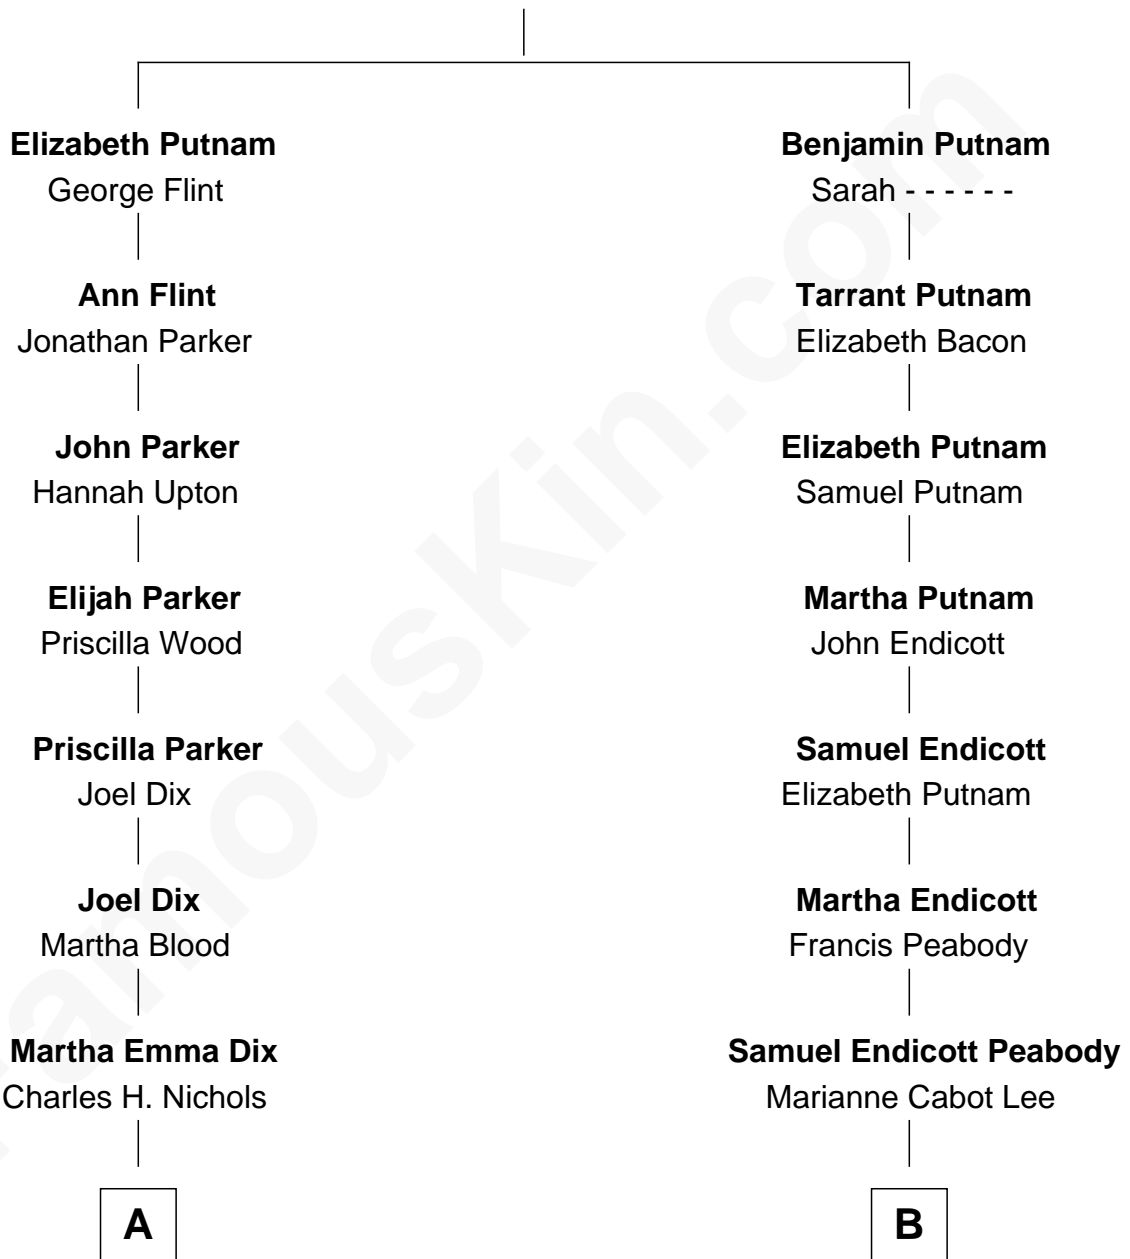 Elizabeth Putnam
George Flint
Ann Flint
Jonathan Parker
John Parker
Hannah Upton
Elijah Parker
Priscilla Wood
Priscilla Parker
Joel Dix
Joel Dix
Martha Blood
Martha Emma Dix
Charles H. Nichols
A
Benjamin Putnam
Sarah - - - - - -
Tarrant Putnam
Elizabeth Bacon
Elizabeth Putnam
Samuel Putnam
Martha Putnam
John Endicott
Samuel Endicott
Elizabeth Putnam
Martha Endicott
Francis Peabody
Samuel Endicott Peabody
Marianne Cabot Lee
B
FamousKin.com